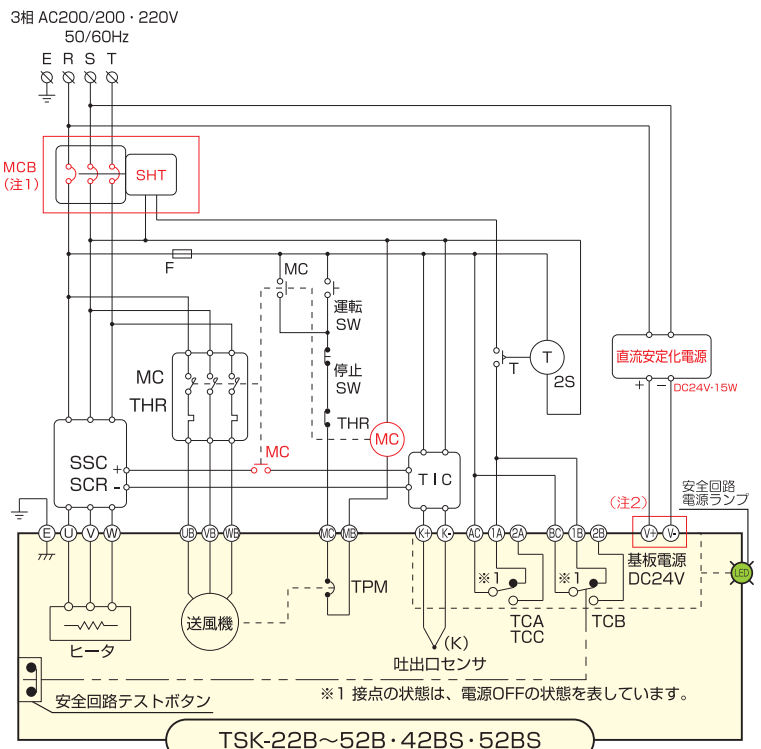 3相 AC200/200・220V
50/60Hz
E R S T
MCB
(注1)
SHT
F
MC
運転
SW
停止
SW
THR
MC
T
T
2S
直流安定化電源
+ −
DC24V・15W
MC
THR
SSC +
SCR -
MC
TIC
安全回路
電源ランプ
(注2)
E U V W UB VB WB MC MB K+ K- AC 1A 2A BC 1B 2B V+ V-
基板電源
DC24V
LED
※1
※1
TPM
TCA
TCC
TCB
送風機
(K)
吐出口センサ
ヒータ
安全回路テストボタン
※1 接点の状態は、電源OFFの状態を表しています。
TSK-22B～52B・42BS・52BS